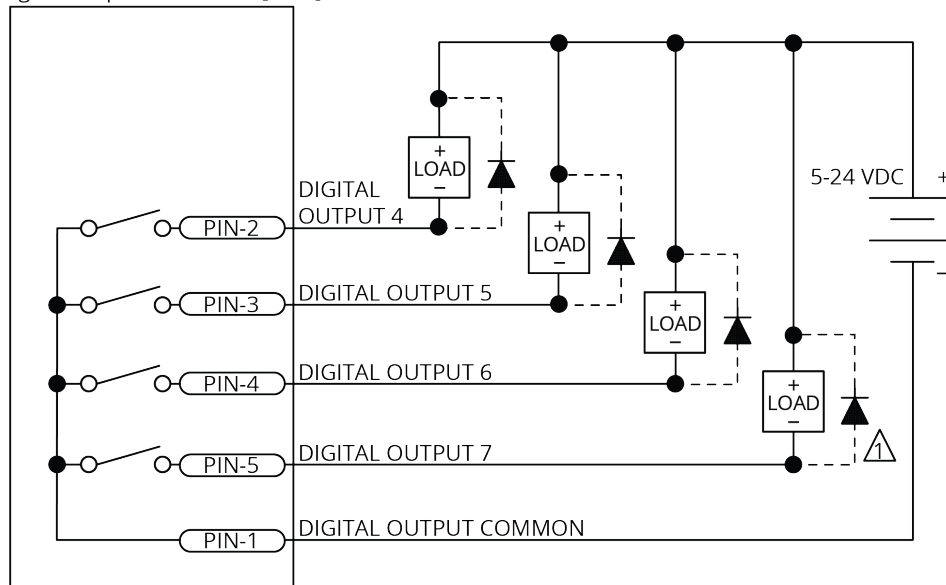 5-24 VDC +
−
+
LOAD
−
+
LOAD
−
+
LOAD
−
+
LOAD
−
DIGITAL
OUTPUT 4
PIN-2
DIGITAL OUTPUT 5
PIN-3
DIGITAL OUTPUT 6
PIN-4
DIGITAL OUTPUT 7
PIN-5
1
DIGITAL OUTPUT COMMON
PIN-1